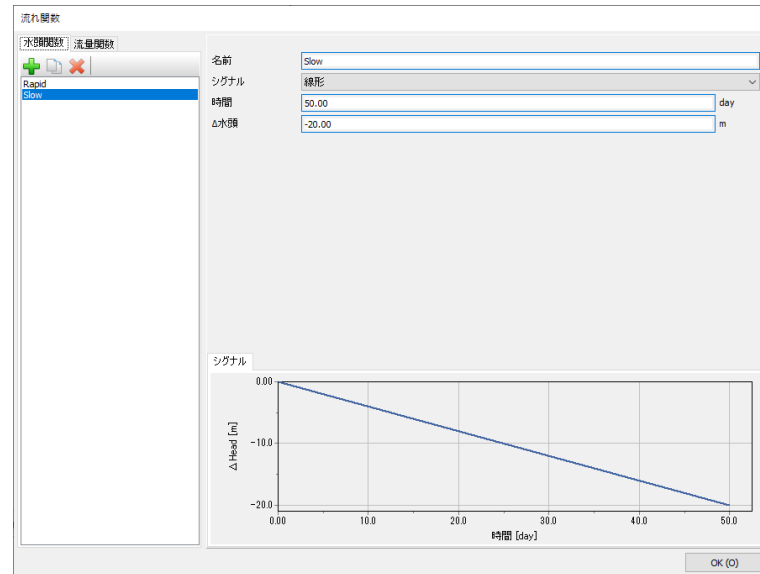 流れ関数
水頭関数 流量関数
Rapid
Slow
名前 Slow
シグナル 線形
時間 50.00 day
Δ水頭 -20.00 m
シグナル
0.00
-10.0
-20.0
Δ Head [m]
0.00 10.0 20.0 30.0 40.0 50.0
時間 [day]
OK (O)